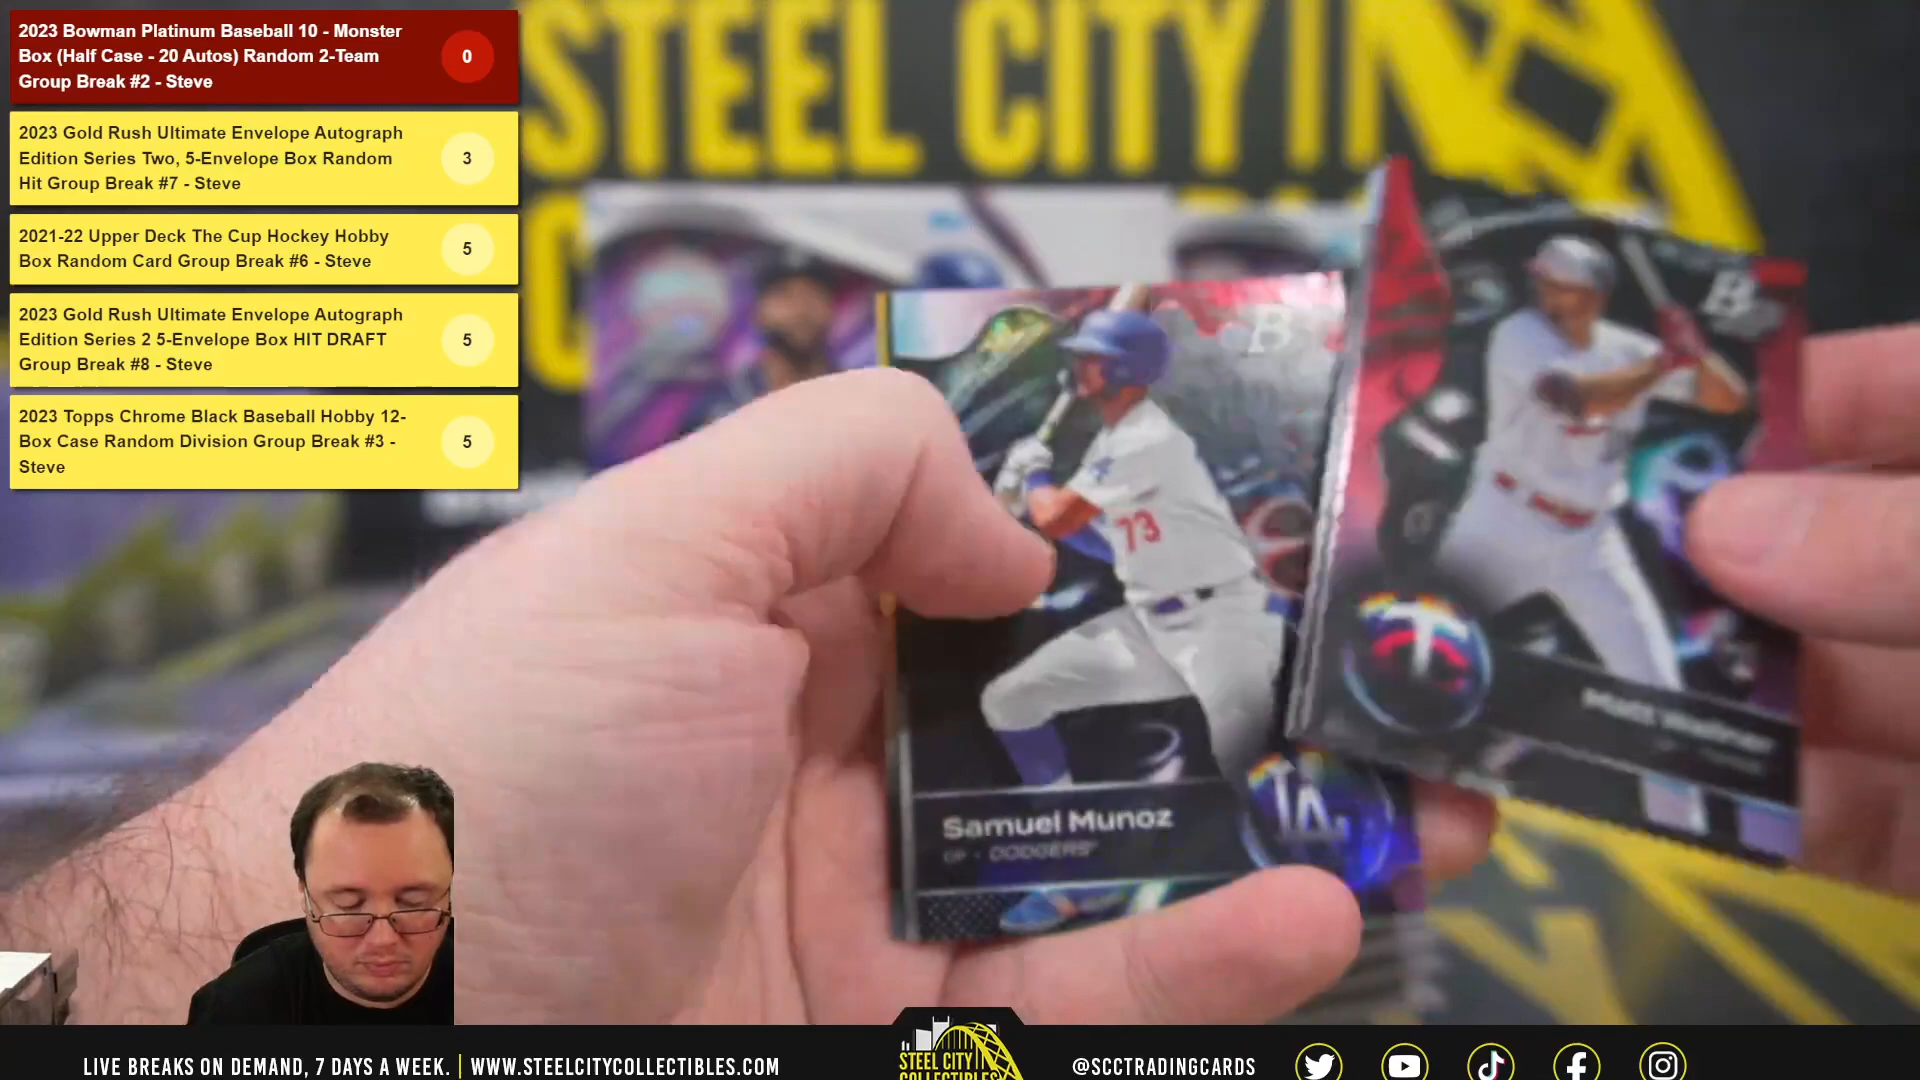 2023 Bowman Platinum Baseball 10 - Monster
Box (Half Case - 20 Autos) Random 2-Team
Group Break #2 - Steve
0
2023 Gold Rush Ultimate Envelope Autograph
Edition Series Two, 5-Envelope Box Random
Hit Group Break #7 - Steve
3
2021-22 Upper Deck The Cup Hockey Hobby
Box Random Card Group Break #6 - Steve
5
2023 Gold Rush Ultimate Envelope Autograph
Edition Series 2 5-Envelope Box HIT DRAFT
Group Break #8 - Steve
5
2023 Topps Chrome Black Baseball Hobby 12-
Box Case Random Division Group Break #3 -
Steve
5
STEEL CITY
B
B
73
Samuel Munoz
OF • DODGERS
LA
Matt Wallner
LIVE BREAKS ON DEMAND, 7 DAYS A WEEK. | WWW.STEELCITYCOLLECTIBLES.COM
STEEL CITY
COLLECTIBLES
@SCCTRADINGCARDS